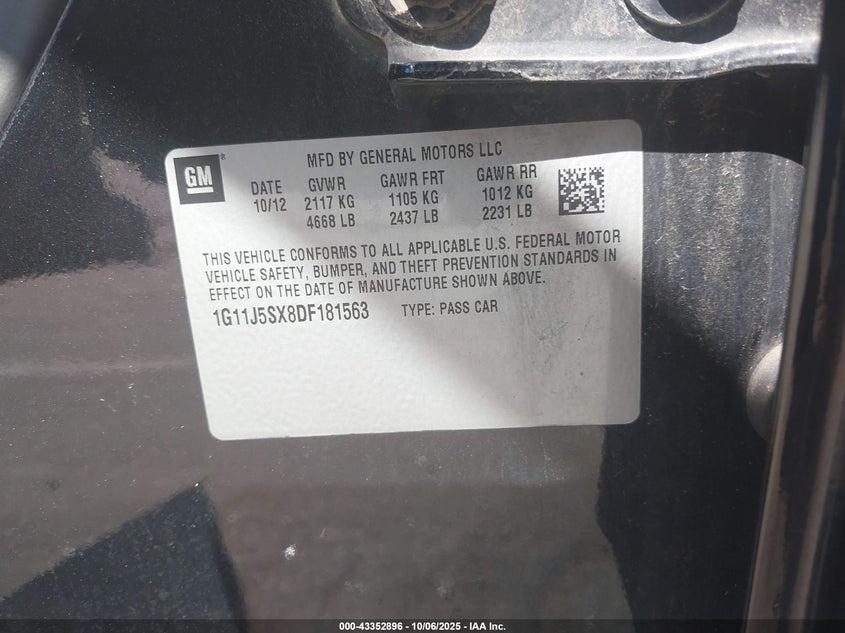 GM®
MFD BY GENERAL MOTORS LLC
DATE GVWR GAWR FRT GAWR RR
10/12 2117 KG 1105 KG 1012 KG
4668 LB 2437 LB 2231 LB
THIS VEHICLE CONFORMS TO ALL APPLICABLE U.S. FEDERAL MOTOR
VEHICLE SAFETY, BUMPER, AND THEFT PREVENTION STANDARDS IN
EFFECT ON THE DATE OF MANUFACTURE SHOWN ABOVE.
1G11J5SX8DF181563 TYPE: PASS CAR
000-43352896 - 10/06/2025 - IAA Inc.